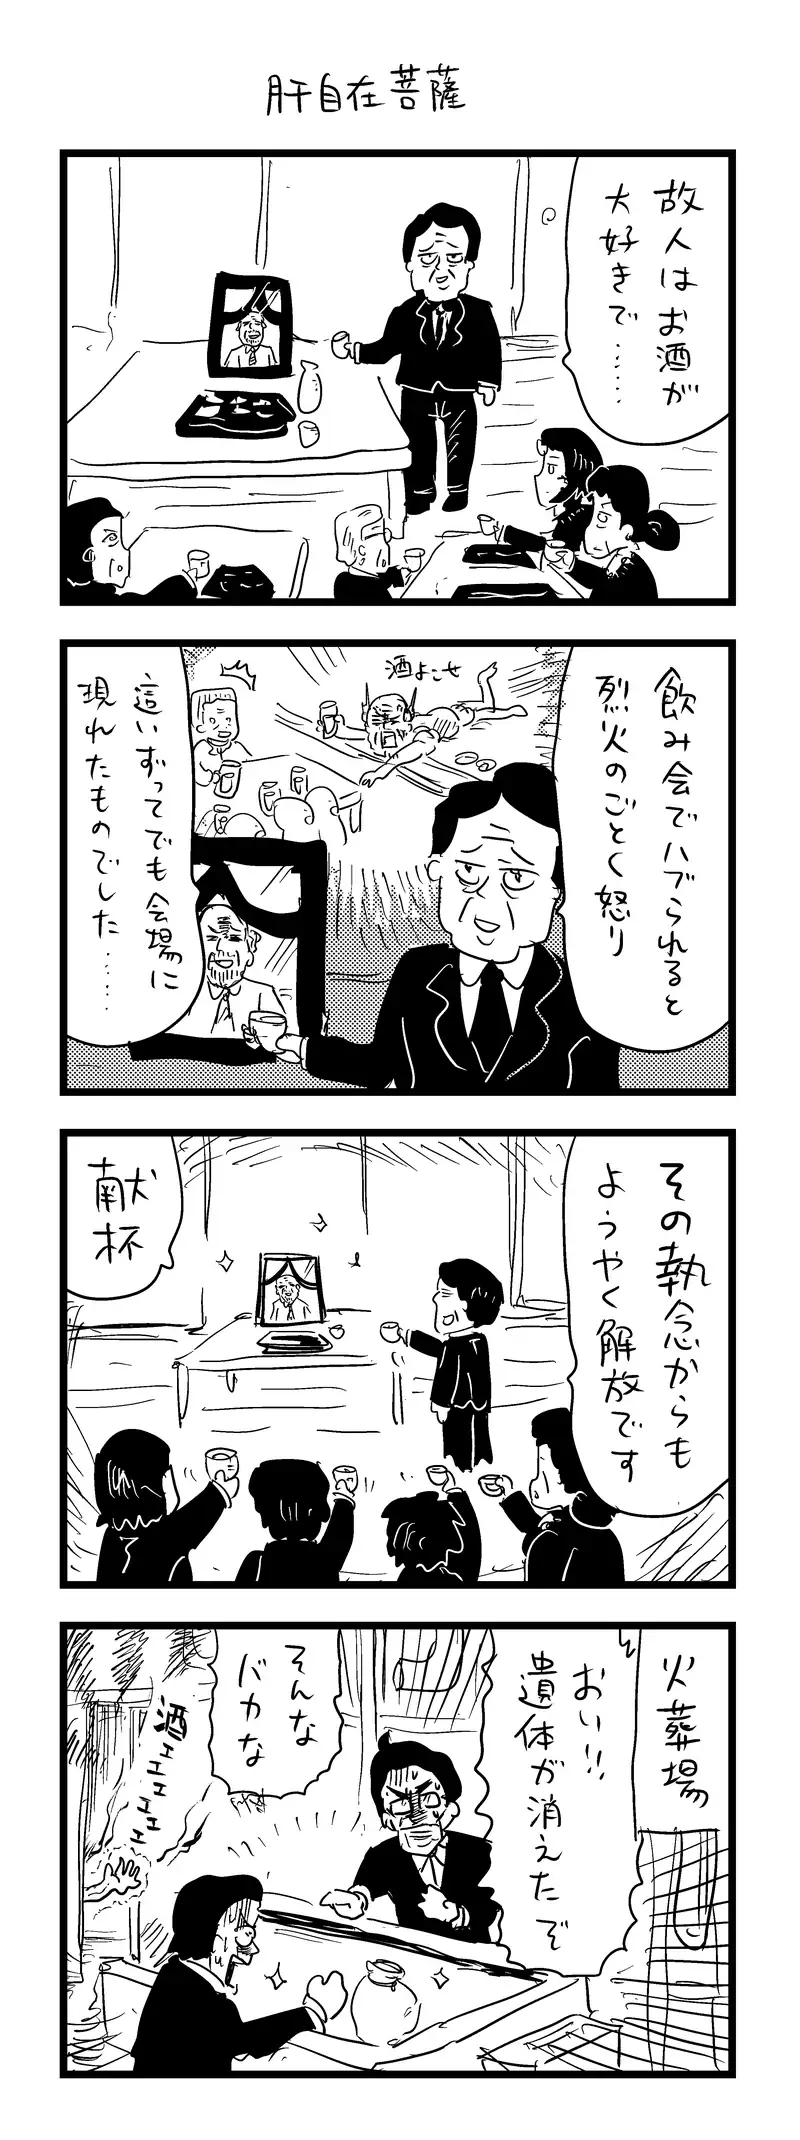 肝自在菩薩
故人はお酒が
大好きで……
飲み会でハブられると
烈火のごとく怒り
酒よこせ
這いずってでも会場に
現れたものでした……
その執念からも
ようやく解放です
献杯
火葬場
おい!!
遺体が消えたぞ
そんな
バカな
酒ェェェェェ